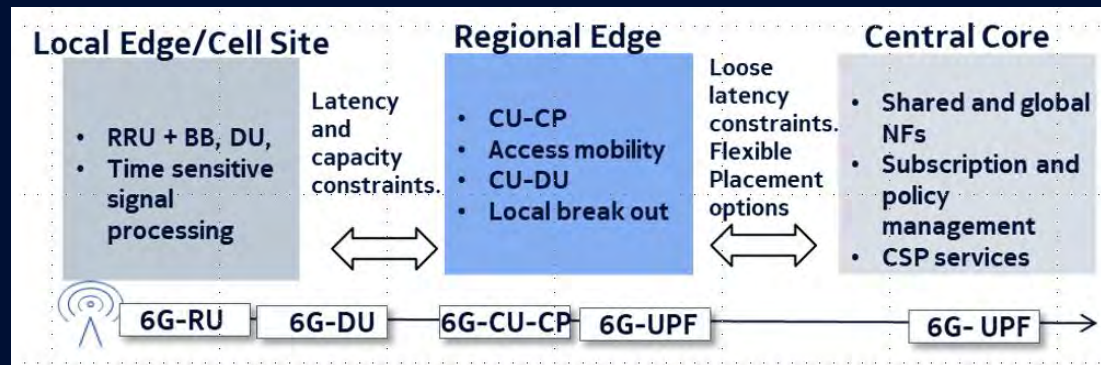 Local Edge/Cell Site
• RRU + BB, DU,
• Time sensitive
signal
processing
Latency
and
capacity
constraints.
Regional Edge
• CU-CP
• Access mobility
• CU-DU
• Local break out
Loose
latency
constraints.
Flexible
Placement
options
Central Core
• Shared and global
NFs
• Subscription and
policy
management
• CSP services
6G-RU
6G-DU
6G-CU-CP
6G-UPF
6G- UPF